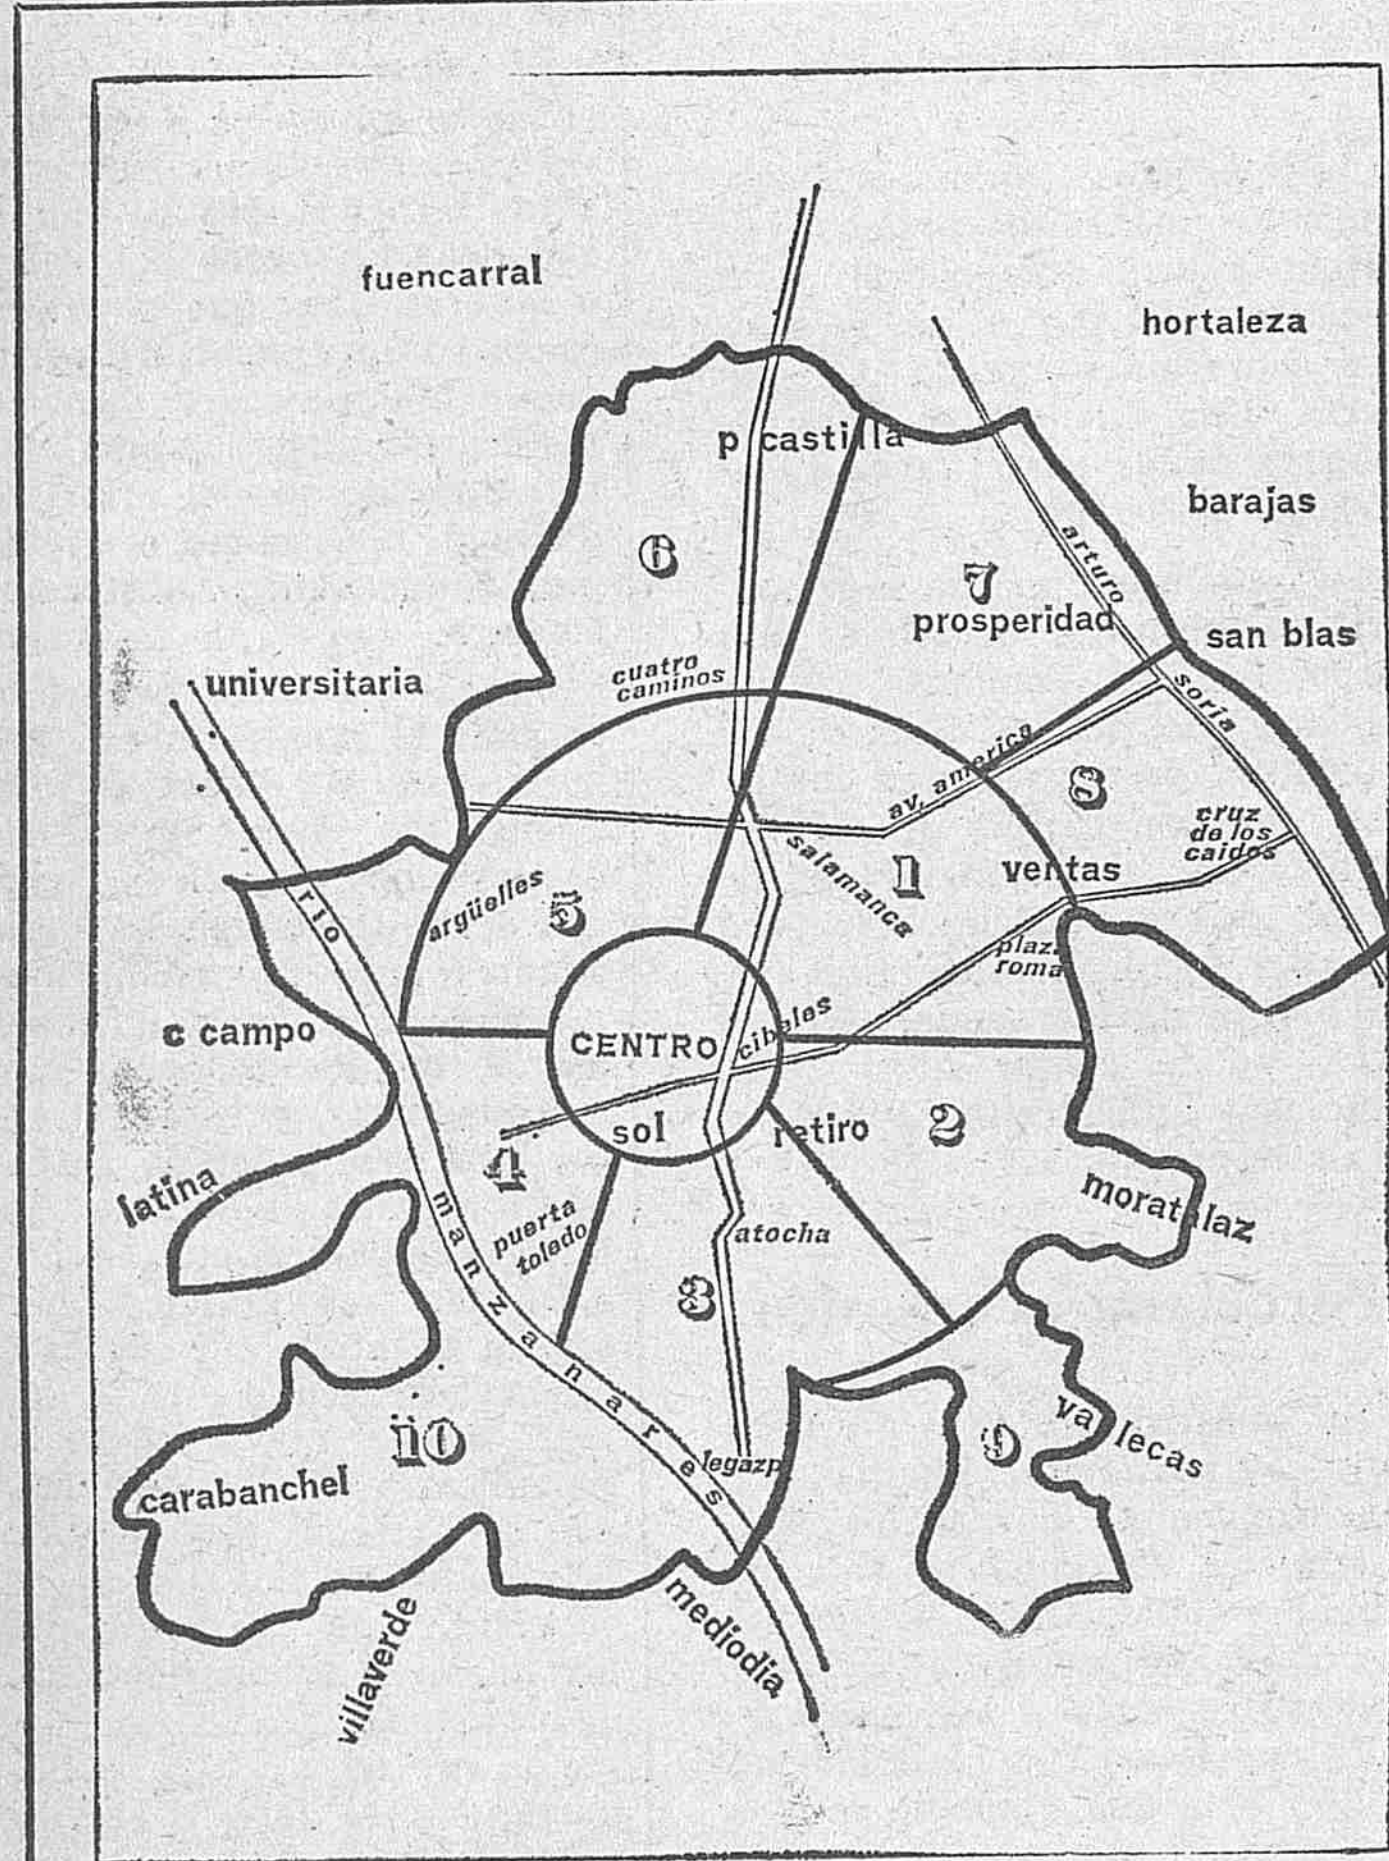 fuencarral
hortaleza
p castilla
barajas
6
arturo
7
prosperidad
san blas
cuatro
caminos
universitaria
soria
av. america
8
cruz
de los
caidos
salamanca
1
ventas
argüelles
5
rio
plaza
roma
c campo
CENTRO
cibeles
sol
retiro
2
4
latina
moratalaz
puerta
toledo
atocha
manzanares
3
vallecas
10
9
legazpi
carabanchel
villaverde
mediodia